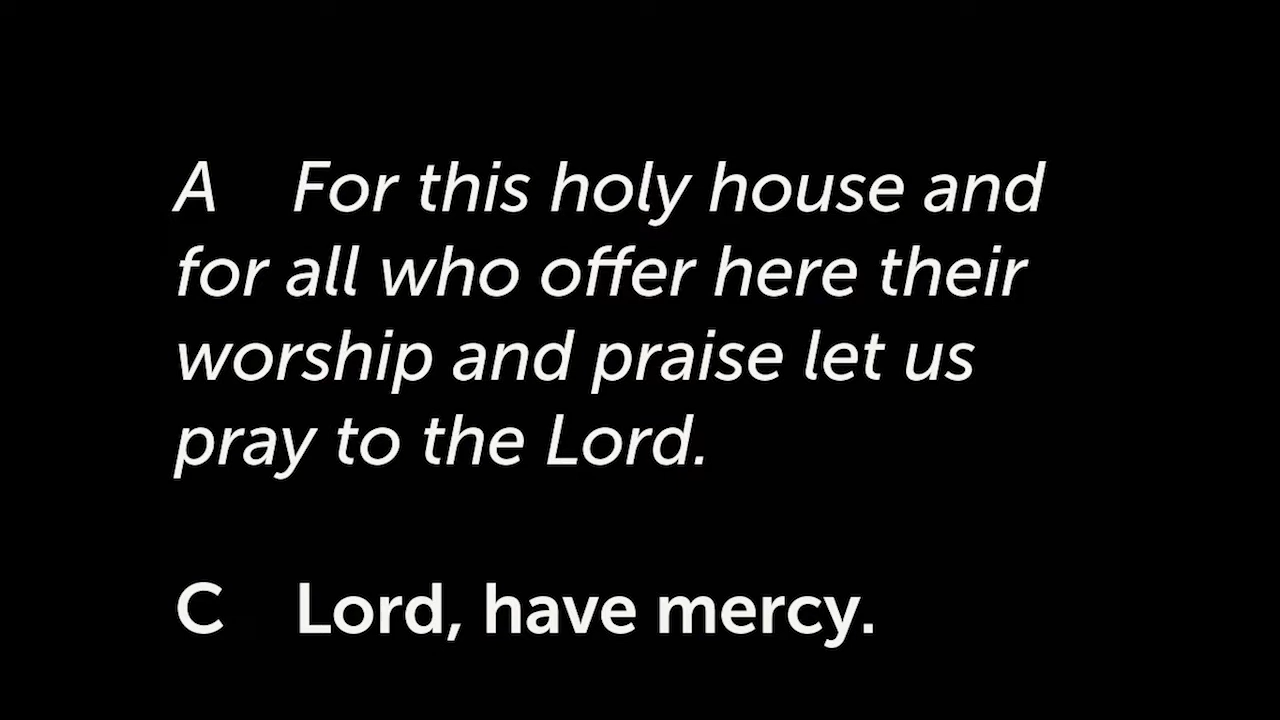 A For this holy house and
for all who offer here their
worship and praise let us
pray to the Lord.
C Lord, have mercy.